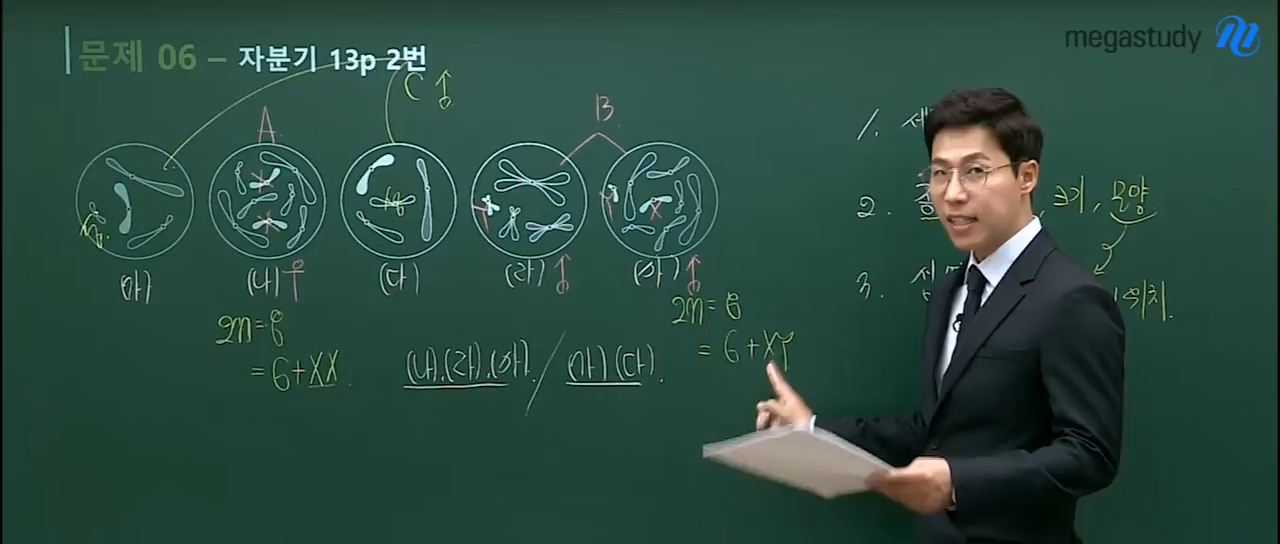 문제 06 – 자분기 13p 2번
megastudy
C
A
B
(가)
(나)
(다)
(라)
(마)
2n = 8
= 6+XX
2n = 8
= 6+XY
(나).(라).(마). / (가) (다).
1.
2.
크기, 모양
3.
위치.